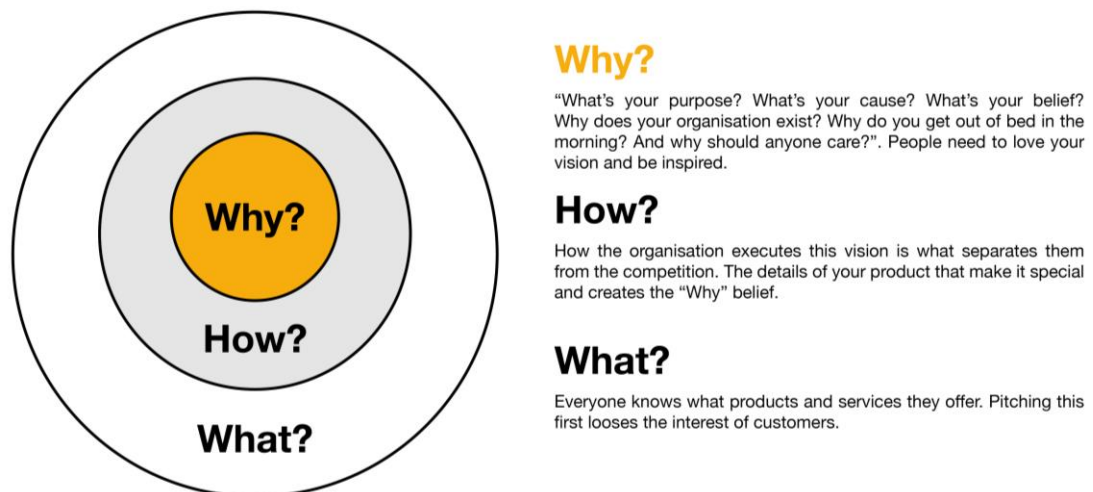 Why?
How?
What?
Why?
“What’s your purpose? What’s your cause? What’s your belief?
Why does your organisation exist? Why do you get out of bed in the
morning? And why should anyone care?”. People need to love your
vision and be inspired.
How?
How the organisation executes this vision is what separates them
from the competition. The details of your product that make it special
and creates the “Why” belief.
What?
Everyone knows what products and services they offer. Pitching this
first looses the interest of customers.